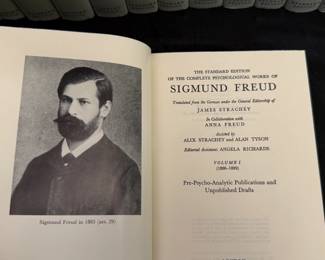 Sigmund Freud in 1885 (aet. 29)
THE STANDARD EDITION
OF THE COMPLETE PSYCHOLOGICAL WORKS OF
SIGMUND FREUD
Translated from the German under the General Editorship of
JAMES STRACHEY
In Collaboration with
ANNA FREUD
Assisted by
ALIX STRACHEY and ALAN TYSON
Editorial Assistant: ANGELA RICHARDS
VOLUME I
(1886-1899)
Pre-Psycho-Analytic Publications and
Unpublished Drafts